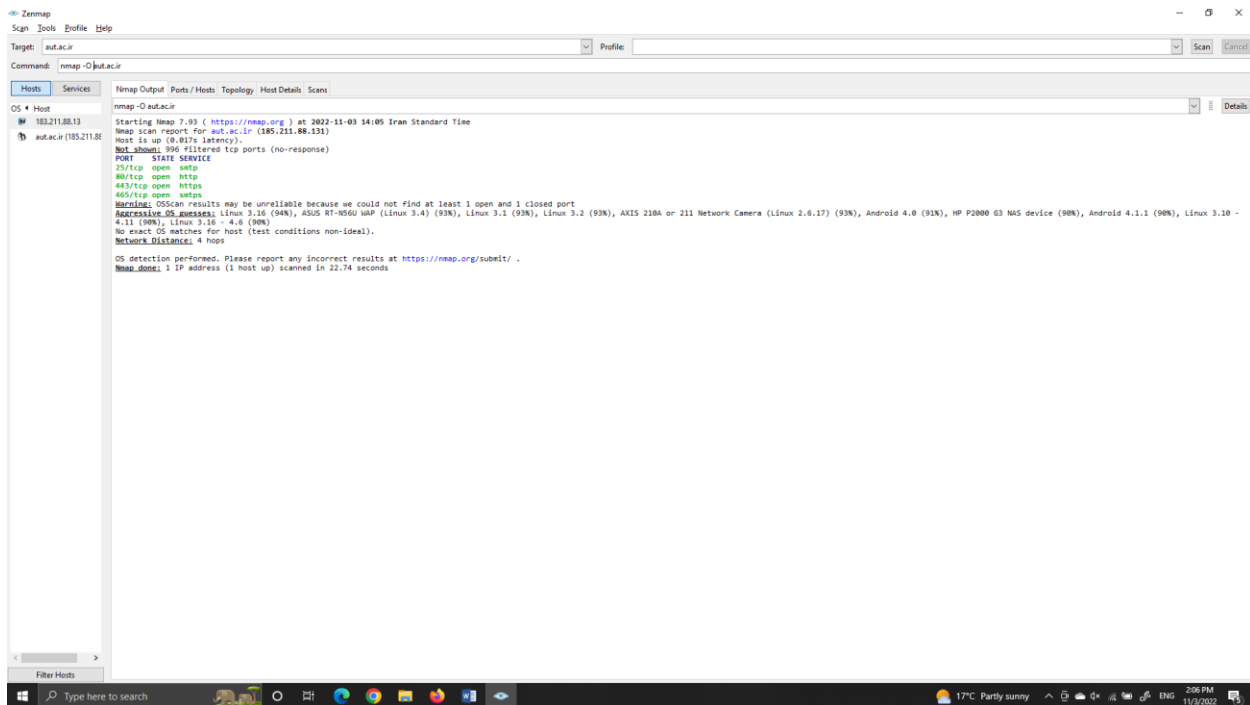 Zenmap
Scan Tools Profile Help
Target: aut.ac.ir Profile: Scan Cancel
Command: nmap -O aut.ac.ir
Hosts Services Nmap Output Ports / Hosts Topology Host Details Scans
OS Host nmap -O aut.ac.ir Details
183.211.88.13
aut.ac.ir (185.211.88
Starting Nmap 7.93 ( https://nmap.org ) at 2022-11-03 14:05 Iran Standard Time
Nmap scan report for aut.ac.ir (185.211.88.131)
Host is up (0.017s latency).
Not shown: 996 filtered tcp ports (no-response)
PORT STATE SERVICE
25/tcp open smtp
80/tcp open http
443/tcp open https
465/tcp open smtps
Warning: OSScan results may be unreliable because we could not find at least 1 open and 1 closed port
Aggressive OS guesses: Linux 3.16 (94%), ASUS RT-N56U WAP (Linux 3.4) (93%), Linux 3.1 (93%), Linux 3.2 (93%), AXIS 210A or 211 Network Camera (Linux 2.6.17) (93%), Android 4.0 (91%), HP P2000 G3 NAS device (90%), Android 4.1.1 (90%), Linux 3.10 -
4.11 (90%), Linux 3.16 - 4.6 (90%)
No exact OS matches for host (test conditions non-ideal).
Network Distance: 4 hops
OS detection performed. Please report any incorrect results at https://nmap.org/submit/ .
Nmap done: 1 IP address (1 host up) scanned in 22.74 seconds
Filter Hosts
Type here to search 17°C Partly sunny ENG 2:06 PM
11/3/2022